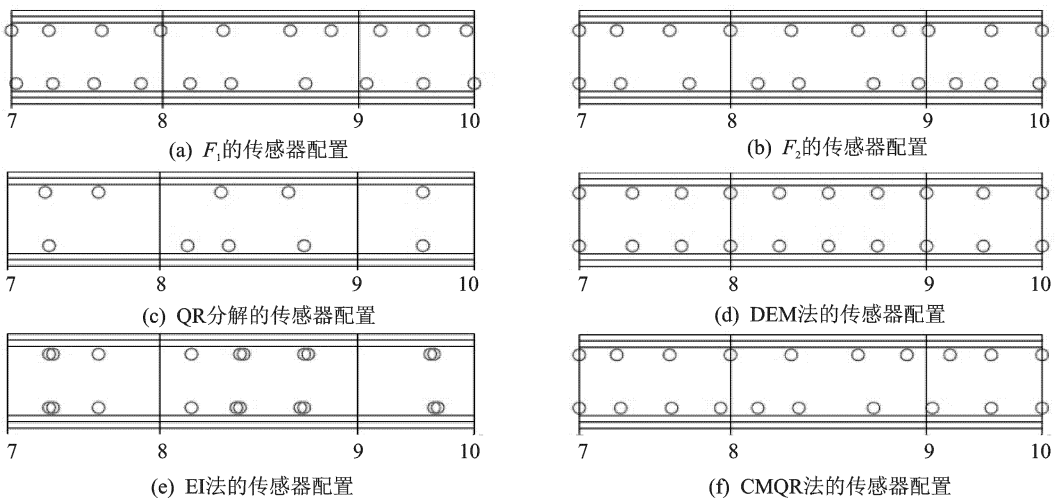 7 8 9 10
7 8 9 10
(a) F₁的传感器配置
(b) F₂的传感器配置
7 8 9 10
7 8 9 10
(c) QR分解的传感器配置
(d) DEM法的传感器配置
7 8 9 10
7 8 9 10
(e) EI法的传感器配置
(f) CMQR法的传感器配置